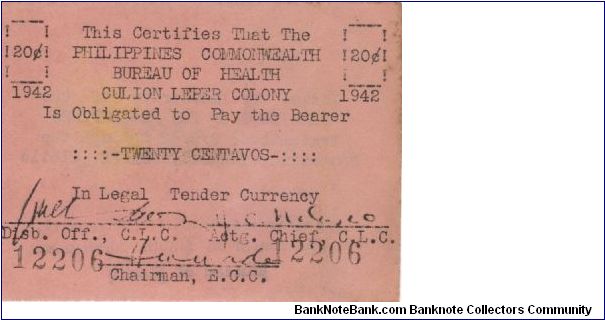 This Certifies That The
!20¢! PHILIPPINES COMMONWEALTH !20¢!
BUREAU OF HEALTH
1942 CULION LEPER COLONY 1942
Is Obligated to Pay the Bearer
::::-TWENTY CENTAVOS-::::
In Legal Tender Currency
Disb. Off., C.L.C. Actg. Chief, C.L.C.
12206 12206
Chairman, E.C.C.
BankNoteBank.com Banknote Collectors Community